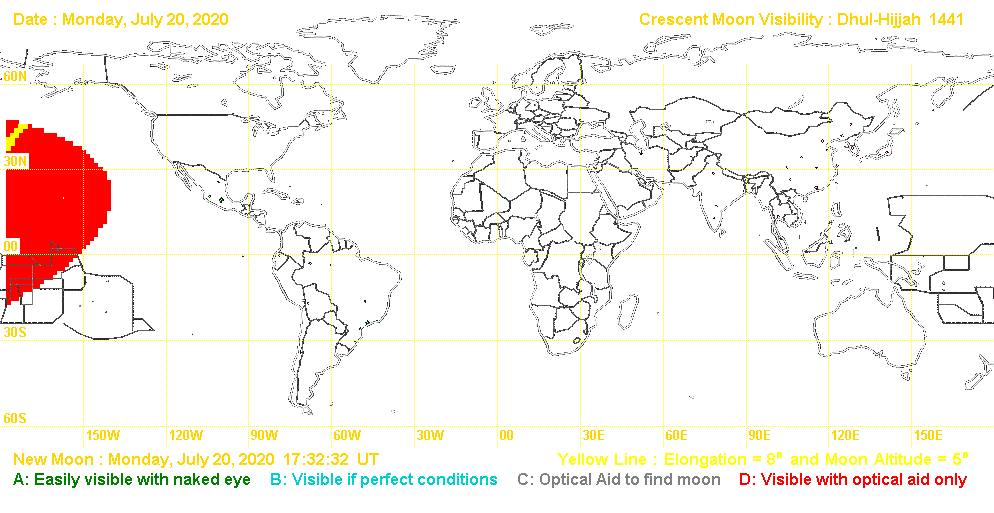 Date : Monday, July 20, 2020
Crescent Moon Visibility : Dhul-Hijjah 1441
60N
30N
00
30S
60S
150W 120W 90W 60W 30W 00 30E 60E 90E 120E 150E
New Moon : Monday, July 20, 2020 17:32:32 UT
Yellow Line : Elongation = 8° and Moon Altitude = 5°
A: Easily visible with naked eye B: Visible if perfect conditions C: Optical Aid to find moon D: Visible with optical aid only